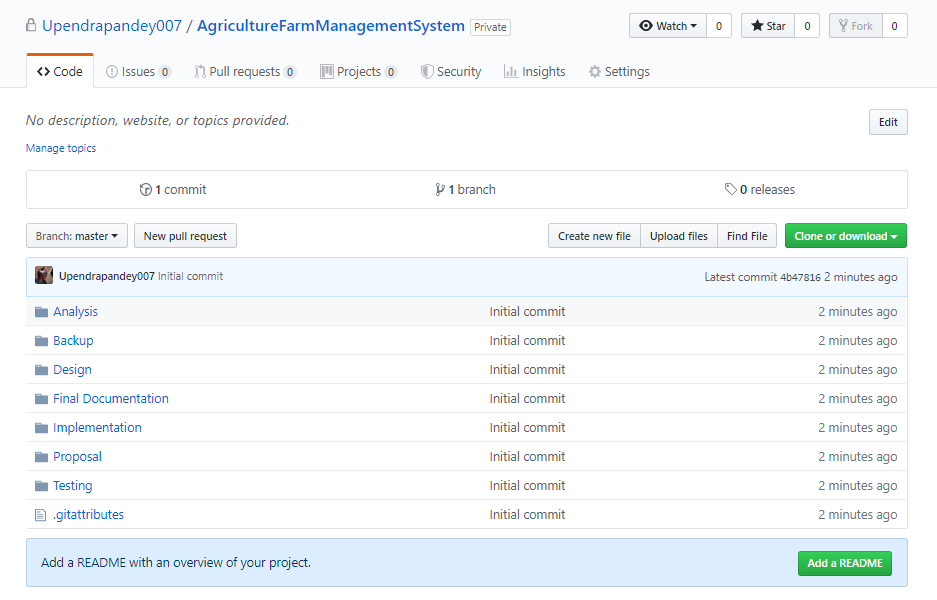 Upendrapandey007 / AgricultureFarmManagementSystem Private Watch 0 Star 0 Fork 0
Code Issues 0 Pull requests 0 Projects 0 Security Insights Settings
No description, website, or topics provided. Edit
Manage topics
1 commit 1 branch 0 releases
Branch: master New pull request Create new file Upload files Find File Clone or download
Upendrapandey007 Initial commit Latest commit 4b47816 2 minutes ago
Analysis Initial commit 2 minutes ago
Backup Initial commit 2 minutes ago
Design Initial commit 2 minutes ago
Final Documentation Initial commit 2 minutes ago
Implementation Initial commit 2 minutes ago
Proposal Initial commit 2 minutes ago
Testing Initial commit 2 minutes ago
.gitattributes Initial commit 2 minutes ago
Add a README with an overview of your project. Add a README